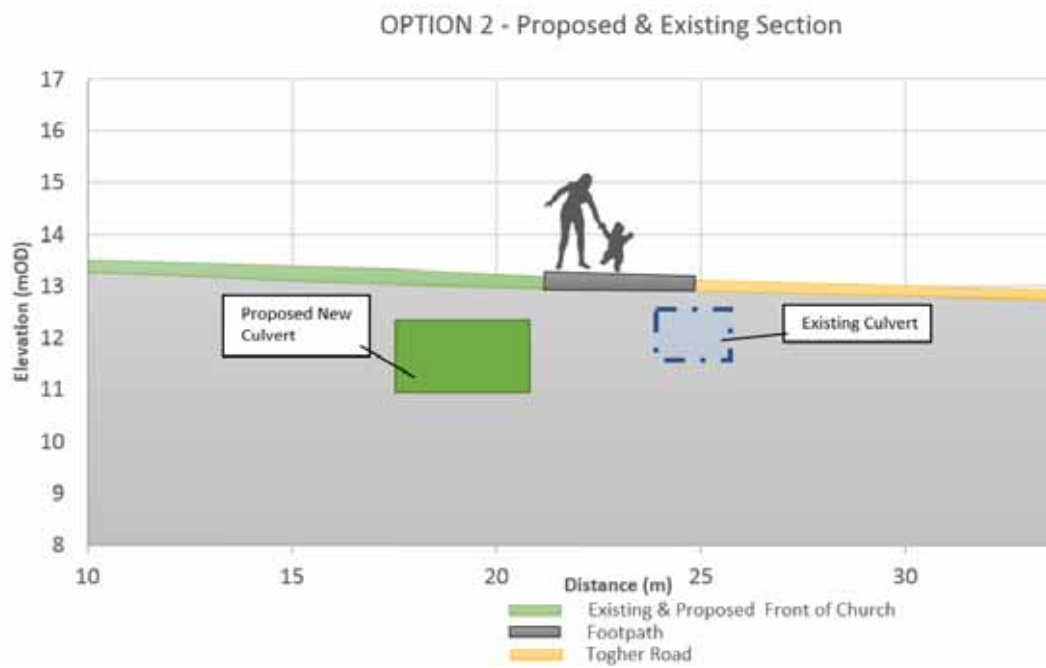 OPTION 2 - Proposed & Existing Section
17
16
15
14
13
12
11
10
9
8
Elevation (mOD)
Proposed New
Culvert
Existing Culvert
10
15
20
25
30
Distance (m)
Existing & Proposed Front of Church
Footpath
Togher Road